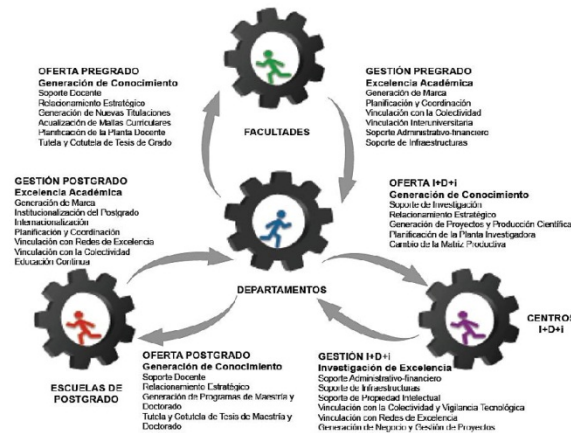 OFERTA PREGRADO
Generación de Conocimiento
Soporte Docente
Relacionamiento Estratégico
Generación de Nuevas Titulaciones
Acualización de Mallas Curriculares
Planificación de la Planta Docente
Tutela y Cotutela de Tesis de Grado
FACULTADES
GESTIÓN PREGRADO
Excelencia Académica
Generación de Marca
Planificación y Coordinación
Vinculación con la Colectividad
Vinculación Interuniversitaria
Soporte Administrativo-financiero
Soporte de Infraestructuras
GESTIÓN POSTGRADO
Excelencia Académica
Generación de Marca
Institucionalización del Postgrado
Internacionalización
Planificación y Coordinación
Vinculación con Redes de Excelencia
Vinculación con la Colectividad
Educación Continua
DEPARTAMENTOS
OFERTA I+D+i
Generación de Conocimiento
Soporte de Investigación
Relacionamiento Estratégico
Generación de Proyectos y Producción Científica
Planificación de la Planta Investigadora
Cambio de la Matriz Productiva
ESCUELAS DE
POSTGRADO
OFERTA POSTGRADO
Generación de Conocimiento
Soporte Docente
Relacionamiento Estratégico
Generación de Programas de Maestría y
Doctorado
Tutela y Cotutela de Tesis de Maestría y
Doctorado
GESTIÓN I+D+i
Investigación de Excelencia
Soporte Administrativo-financiero
Soporte de Infraestructuras
Soporte de Propiedad Intelectual
Vinculación con la Colectividad y Vigilancia Tecnológica
Vinculación con Redes de Excelencia
Generación de Negocio y Gestión de Proyectos
CENTROS
I+D+i